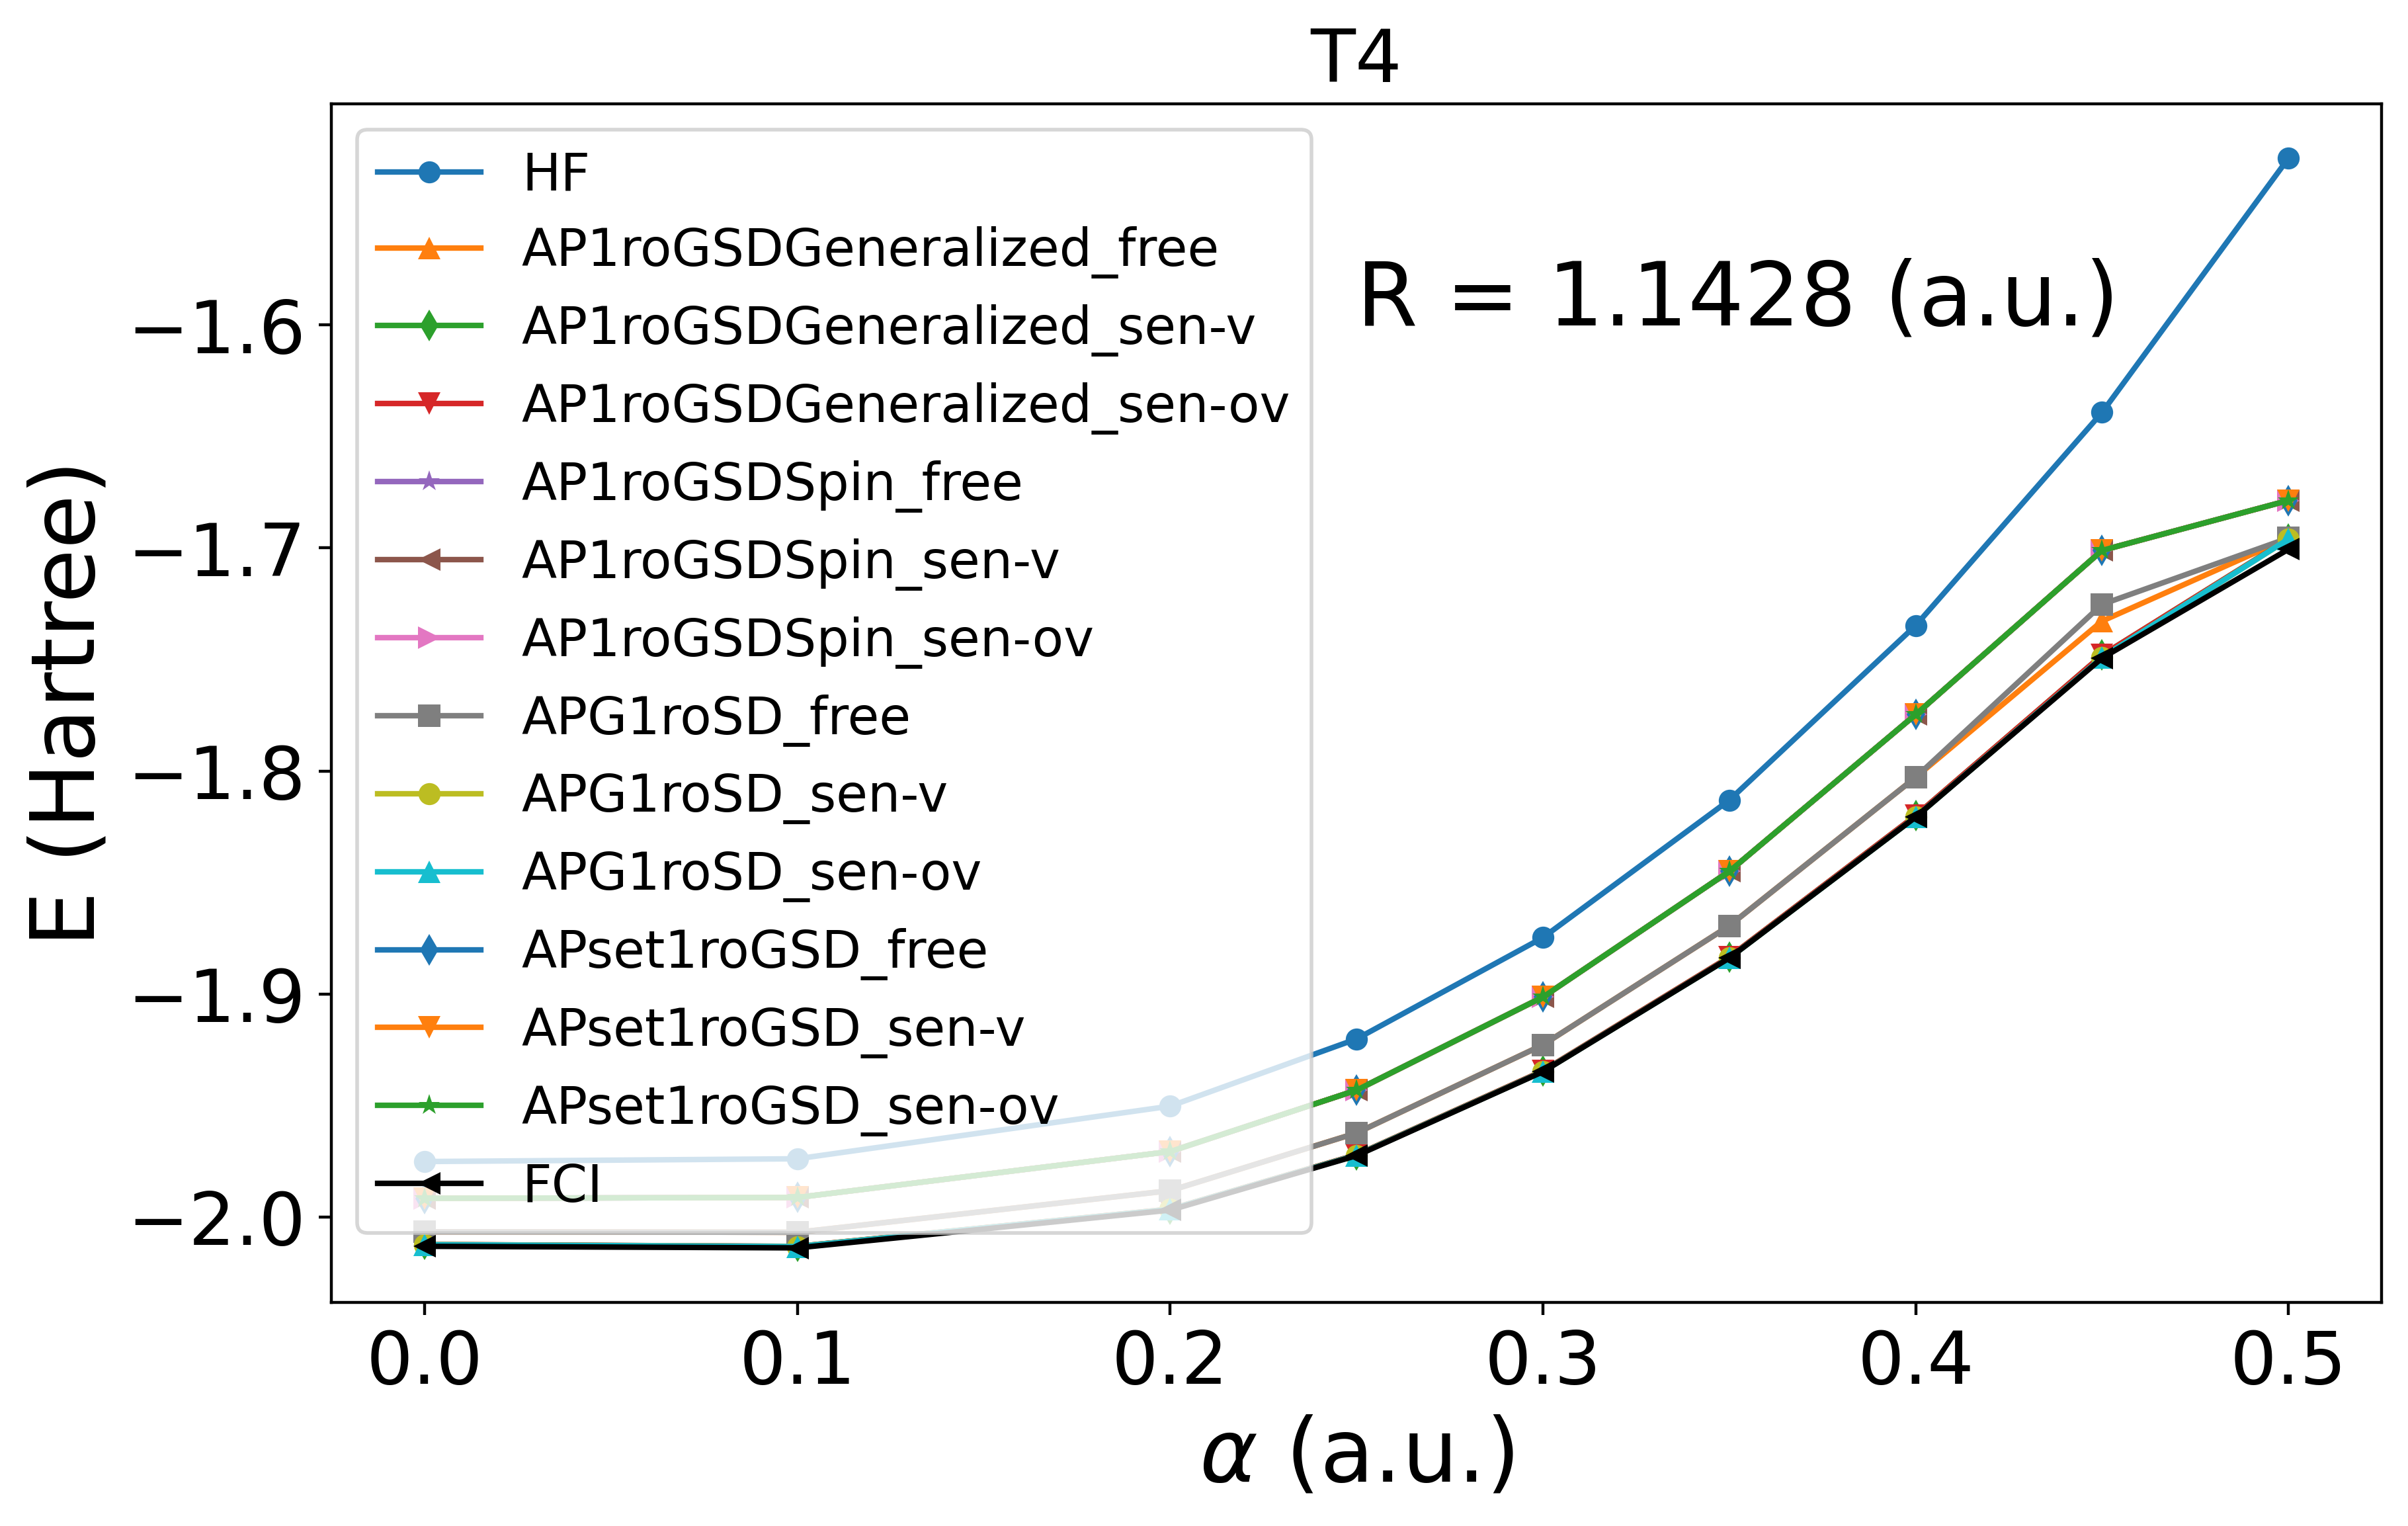 T4
HF
AP1roGSDGeneralized_free
AP1roGSDGeneralized_sen-v
AP1roGSDGeneralized_sen-ov
AP1roGSDSpin_free
AP1roGSDSpin_sen-v
AP1roGSDSpin_sen-ov
APG1roSD_free
APG1roSD_sen-v
APG1roSD_sen-ov
APset1roGSD_free
APset1roGSD_sen-v
APset1roGSD_sen-ov
FCI
R = 1.1428 (a.u.)
E (Hartree)
−1.6
−1.7
−1.8
−1.9
−2.0
0.0 0.1 0.2 0.3 0.4 0.5
α (a.u.)